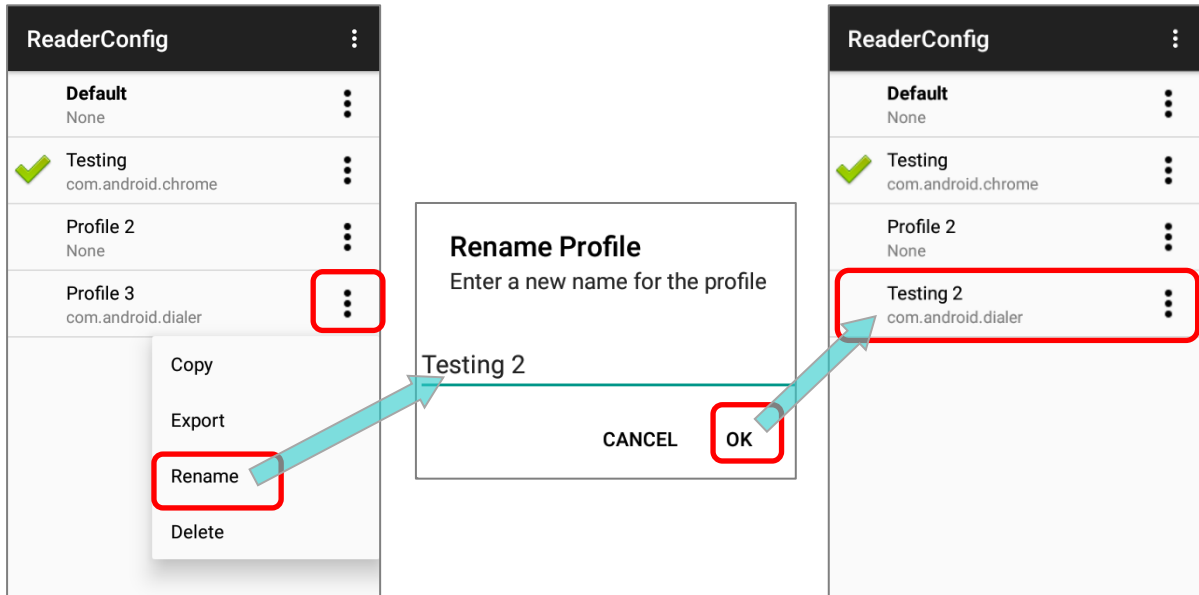 ReaderConfig
Default
None
Testing
com.android.chrome
Profile 2
None
Profile 3
com.android.dialer
Copy
Export
Rename
Delete
Rename Profile
Enter a new name for the profile
Testing 2
CANCEL OK
ReaderConfig
Default
None
Testing
com.android.chrome
Profile 2
None
Testing 2
com.android.dialer